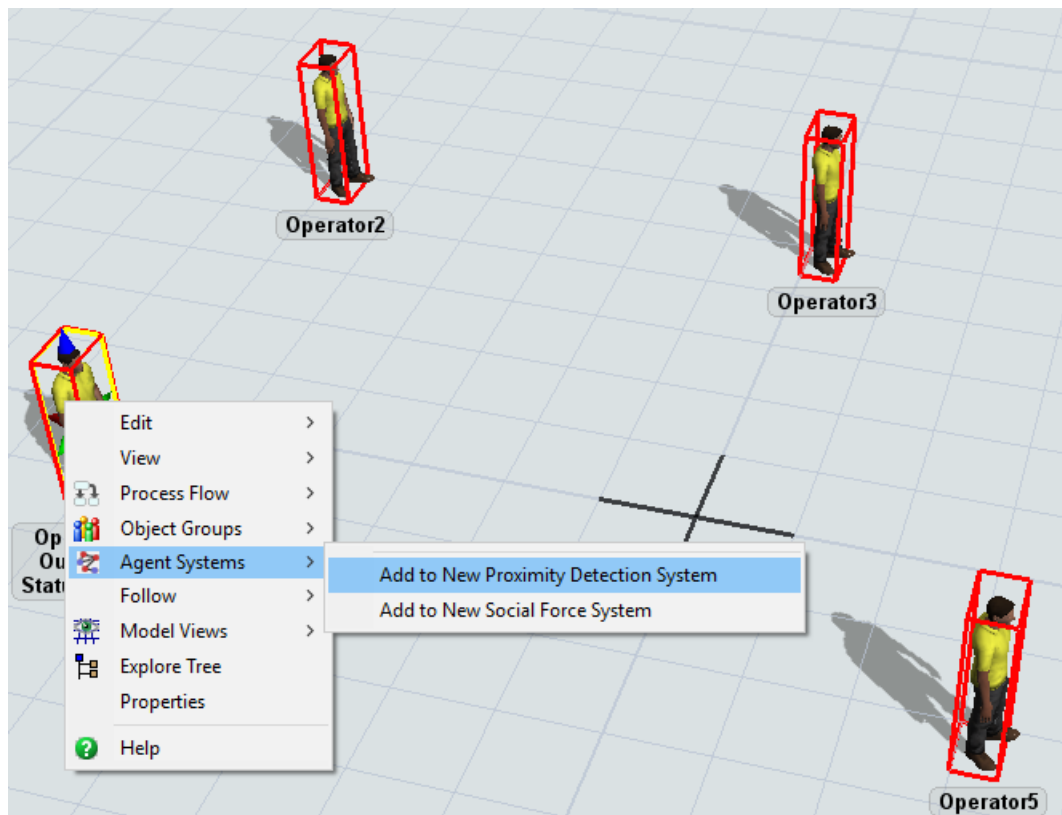 Operator2
Operator3
Edit
View
Process Flow
Object Groups
Agent Systems
Follow
Model Views
Explore Tree
Properties
Help
Add to New Proximity Detection System
Add to New Social Force System
Operator5